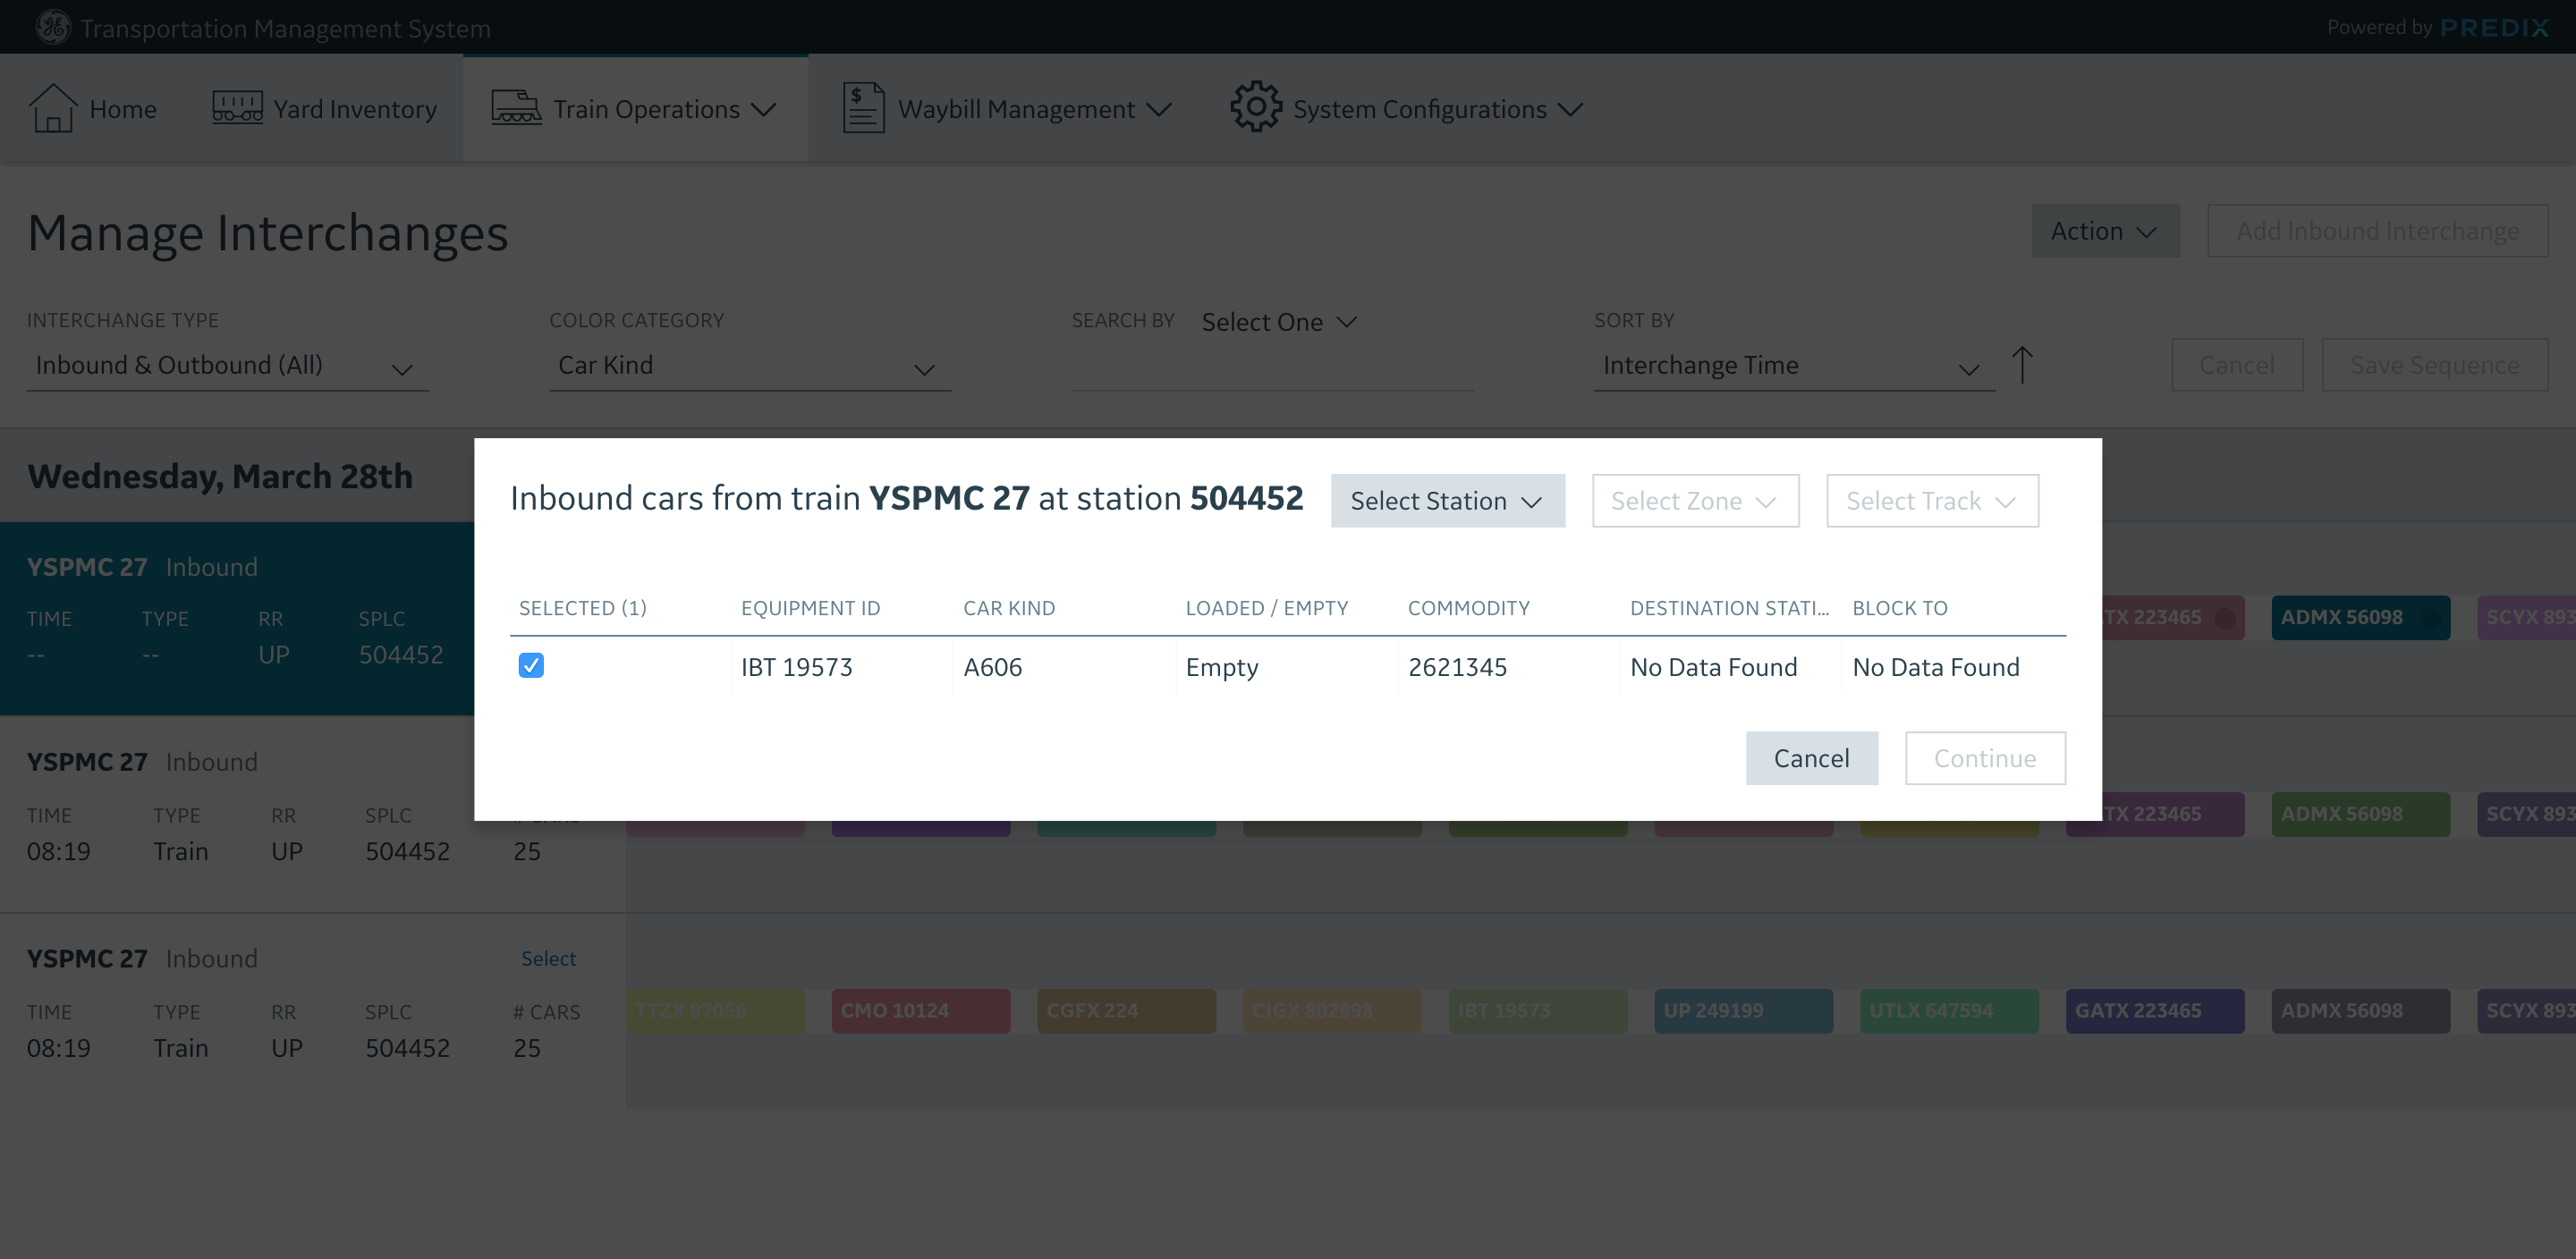 Transportation Management System
Powered by PREDIX
Home
Yard Inventory
Train Operations
Waybill Management
System Configurations
Manage Interchanges
Action
Add Inbound Interchange
INTERCHANGE TYPE
COLOR CATEGORY
SEARCH BY Select One
SORT BY
Inbound & Outbound (All)
Car Kind
Interchange Time
Cancel
Save Sequence
Wednesday, March 28th
Inbound cars from train YSPMC 27 at station 504452
Select Station
Select Zone
Select Track
SELECTED (1) EQUIPMENT ID CAR KIND LOADED / EMPTY COMMODITY DESTINATION STATI... BLOCK TO
IBT 19573 A606 Empty 2621345 No Data Found No Data Found
Cancel
Continue
YSPMC 27 Inbound
TIME TYPE RR SPLC
-- -- UP 504452
TX 223465 ADMX 56098 SCYX 893
YSPMC 27 Inbound
TIME TYPE RR SPLC # CARS
08:19 Train UP 504452 25
TX 223465 ADMX 56098 SCYX 893
YSPMC 27 Inbound Select
TIME TYPE RR SPLC # CARS
08:19 Train UP 504452 25
TTZX 87056 CMO 10124 CGFX 224 CIGX 802998 IBT 19573 UP 249199 UTLX 647594 GATX 223465 ADMX 56098 SCYX 893